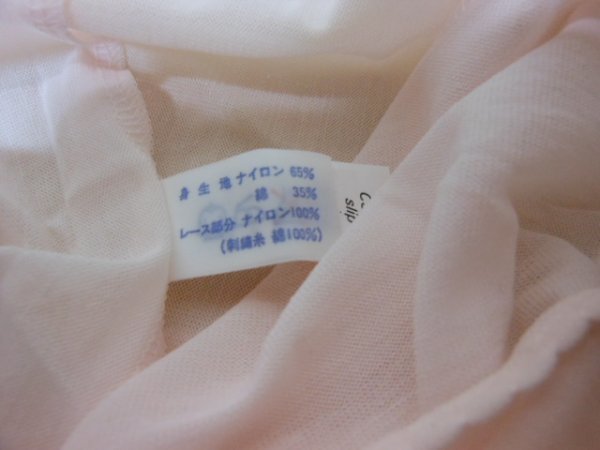 身生地 ナイロン 65%
綿 35%
レース部分 ナイロン100%
(刺繍糸 綿100%)
slip